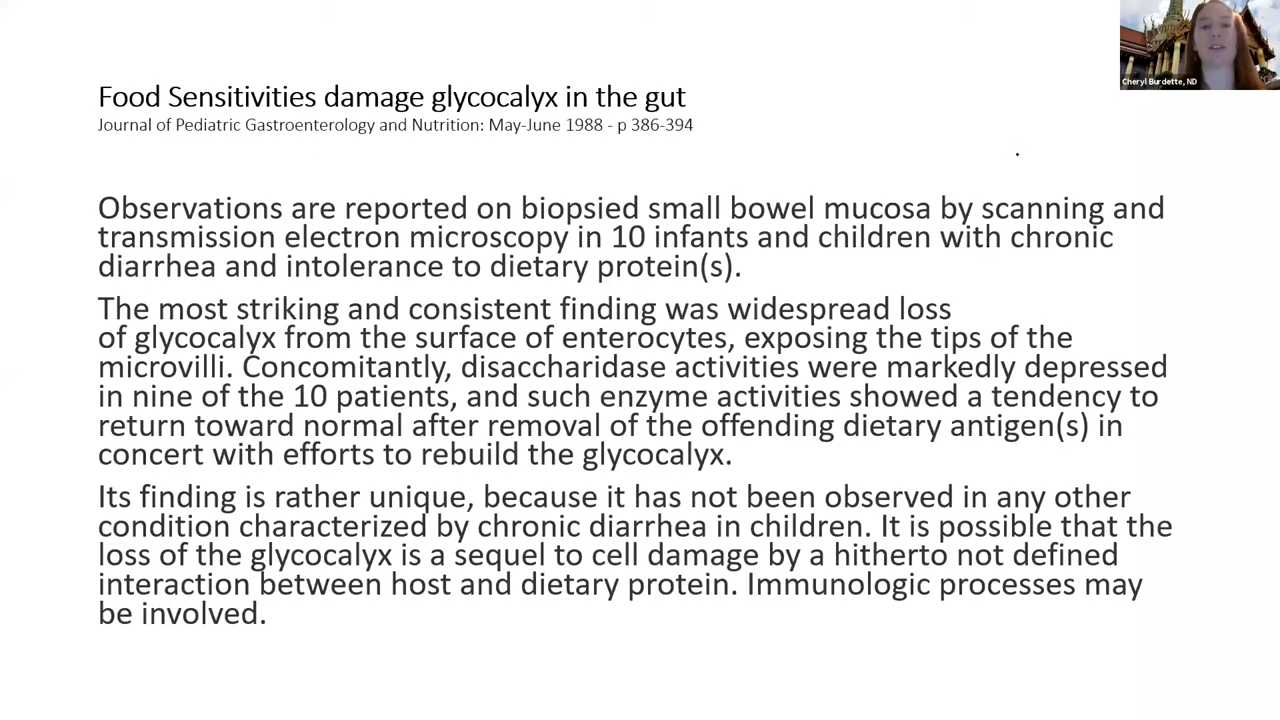 Cheryl Burdette, ND
Food Sensitivities damage glycocalyx in the gut
Journal of Pediatric Gastroenterology and Nutrition: May-June 1988 - p 386-394
Observations are reported on biopsied small bowel mucosa by scanning and
transmission electron microscopy in 10 infants and children with chronic
diarrhea and intolerance to dietary protein(s).
The most striking and consistent finding was widespread loss
of glycocalyx from the surface of enterocytes, exposing the tips of the
microvilli. Concomitantly, disaccharidase activities were markedly depressed
in nine of the 10 patients, and such enzyme activities showed a tendency to
return toward normal after removal of the offending dietary antigen(s) in
concert with efforts to rebuild the glycocalyx.
Its finding is rather unique, because it has not been observed in any other
condition characterized by chronic diarrhea in children. It is possible that the
loss of the glycocalyx is a sequel to cell damage by a hitherto not defined
interaction between host and dietary protein. Immunologic processes may
be involved.